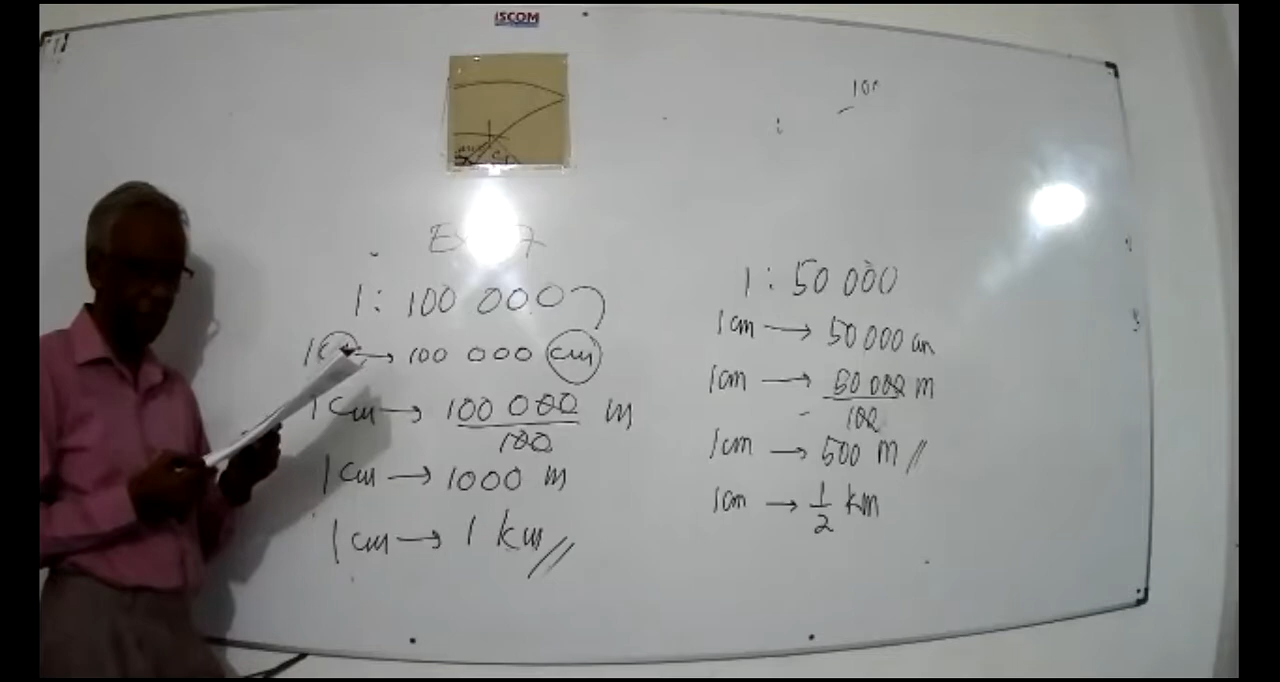 ISCOM
100
1 : 100 000
1 cm → 100 000 cm
1 cm → 100 000 m
100
1 cm → 1000 m
1 cm → 1 km //
1 : 50 000
1 cm → 50 000 cm
1 cm → 50 000 m
100
1 cm → 500 m //
1 cm → 1/2 km